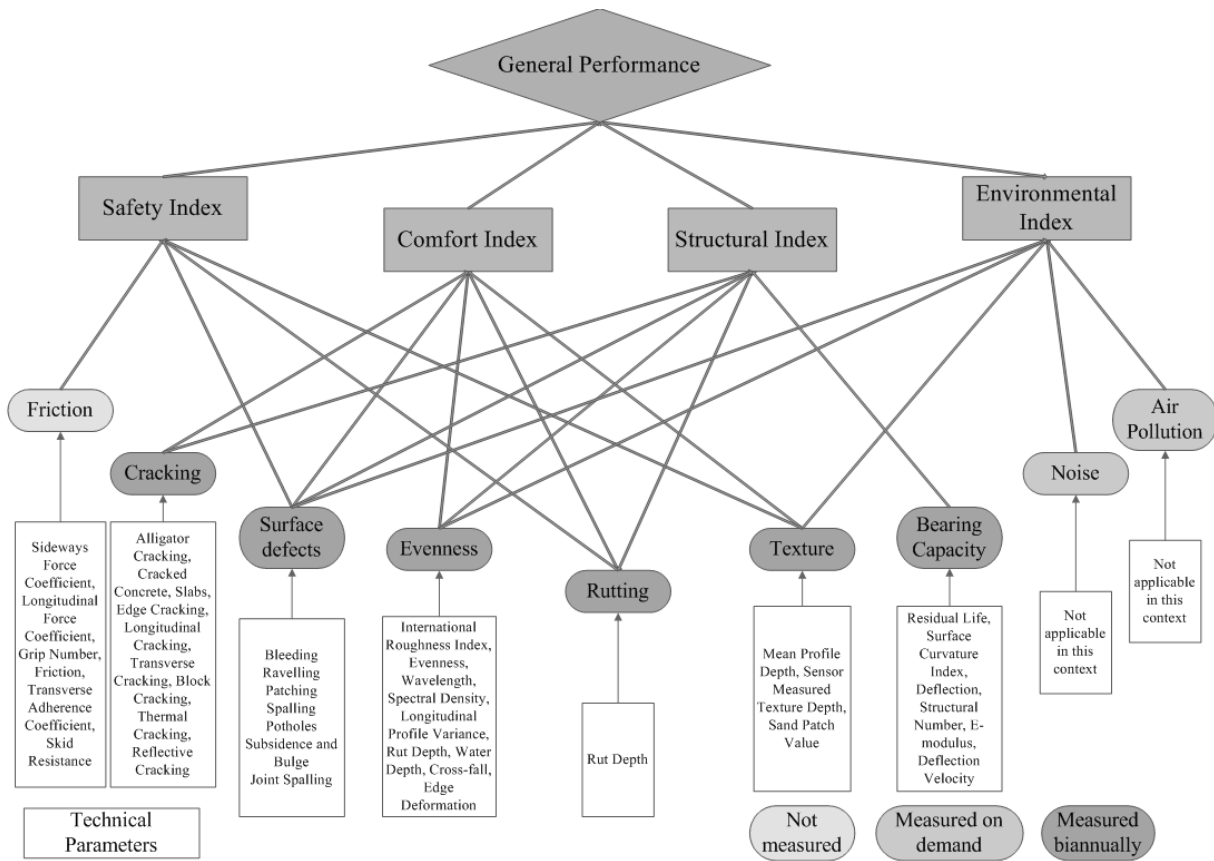 General Performance
Safety Index
Comfort Index
Structural Index
Environmental
Index
Friction
Cracking
Surface
defects
Evenness
Rutting
Texture
Bearing
Capacity
Noise
Air
Pollution
Sideways
Force
Coefficient,
Longitudinal
Force
Coefficient,
Grip Number,
Friction,
Transverse
Adherence
Coefficient,
Skid
Resistance
Alligator
Cracking,
Cracked
Concrete, Slabs,
Edge Cracking,
Longitudinal
Cracking,
Transverse
Cracking, Block
Cracking,
Thermal
Cracking,
Reflective
Cracking
Bleeding
Ravelling
Patching
Spalling
Potholes
Subsidence and
Bulge
Joint Spalling
International
Roughness Index,
Evenness,
Wavelength,
Spectral Density,
Longitudinal
Profile Variance,
Rut Depth, Water
Depth, Cross-fall,
Edge
Deformation
Rut Depth
Mean Profile
Depth, Sensor
Measured
Texture Depth,
Sand Patch
Value
Residual Life,
Surface
Curvature
Index,
Deflection,
Structural
Number, E-
modulus,
Deflection
Velocity
Not
applicable
in this
context
Not
applicable
in this
context
Technical
Parameters
Not
measured
Measured on
demand
Measured
biannually